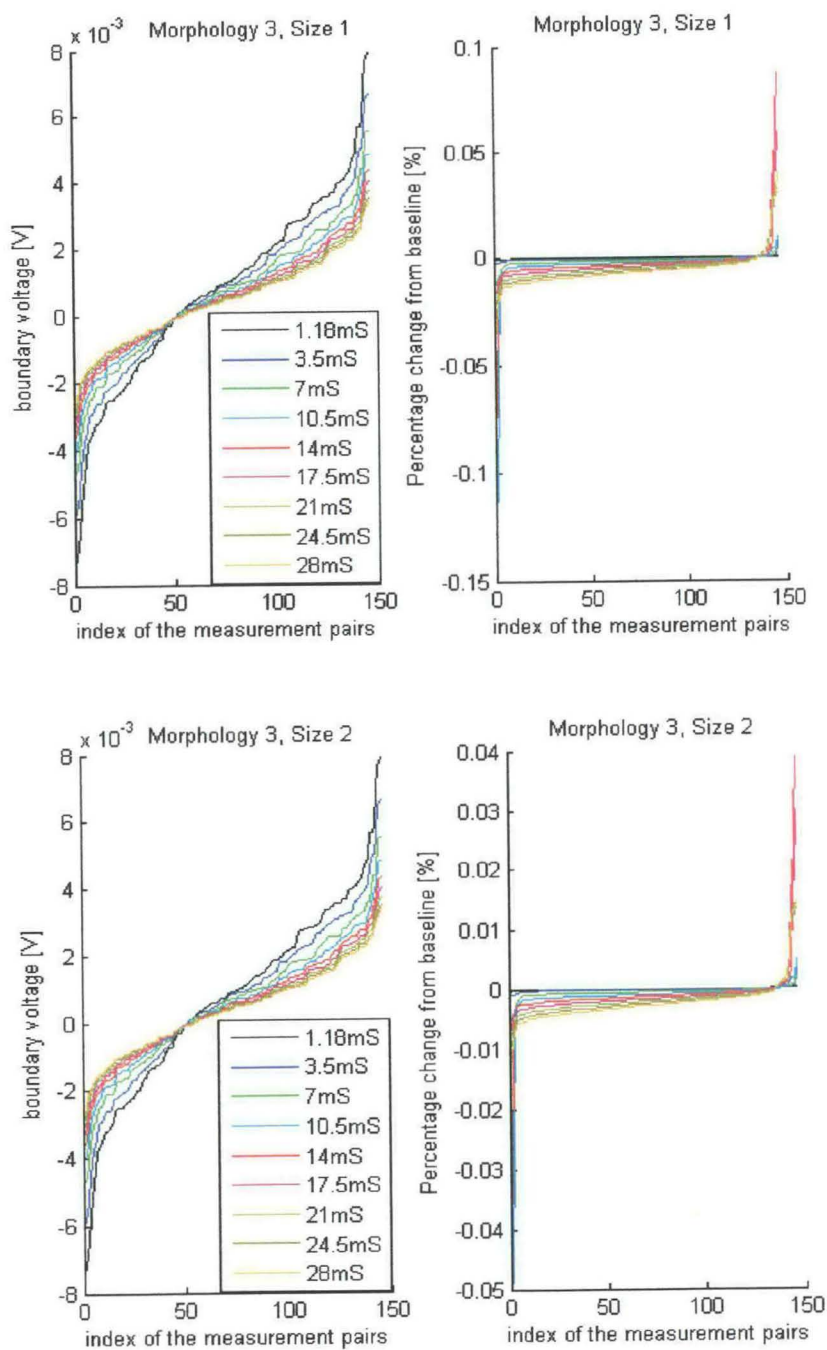 x 10⁻³
Morphology 3, Size 1
8
6
4
2
0
-2
-4
-6
-8
0
50
100
150
boundary voltage [V]
index of the measurement pairs
1.18mS
3.5mS
7mS
10.5mS
14mS
17.5mS
21mS
24.5mS
28mS
Morphology 3, Size 1
0.1
0.05
0
-0.05
-0.1
-0.15
0
50
100
150
Percentage change from baseline [%]
index of the measurement pairs
x 10⁻³
Morphology 3, Size 2
8
6
4
2
0
-2
-4
-6
-8
0
50
100
150
boundary voltage [V]
index of the measurement pairs
1.18mS
3.5mS
7mS
10.5mS
14mS
17.5mS
21mS
24.5mS
28mS
Morphology 3, Size 2
0.04
0.03
0.02
0.01
0
-0.01
-0.02
-0.03
-0.04
-0.05
0
50
100
150
Percentage change from baseline [%]
index of the measurement pairs